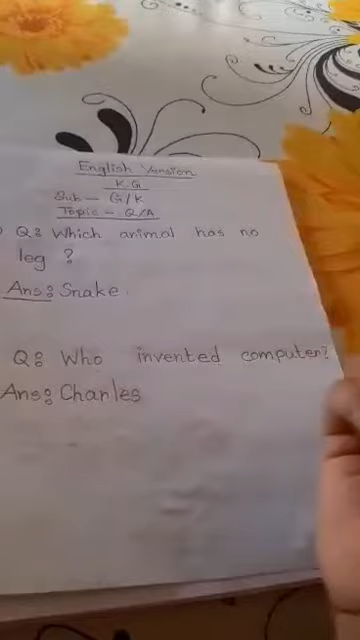 English Version
K.G
Sub - G/K
Topic - Q/A
Q: Which animal has no
leg ?
Ans: Snake.
Q: Who invented computer?
Ans: Charles